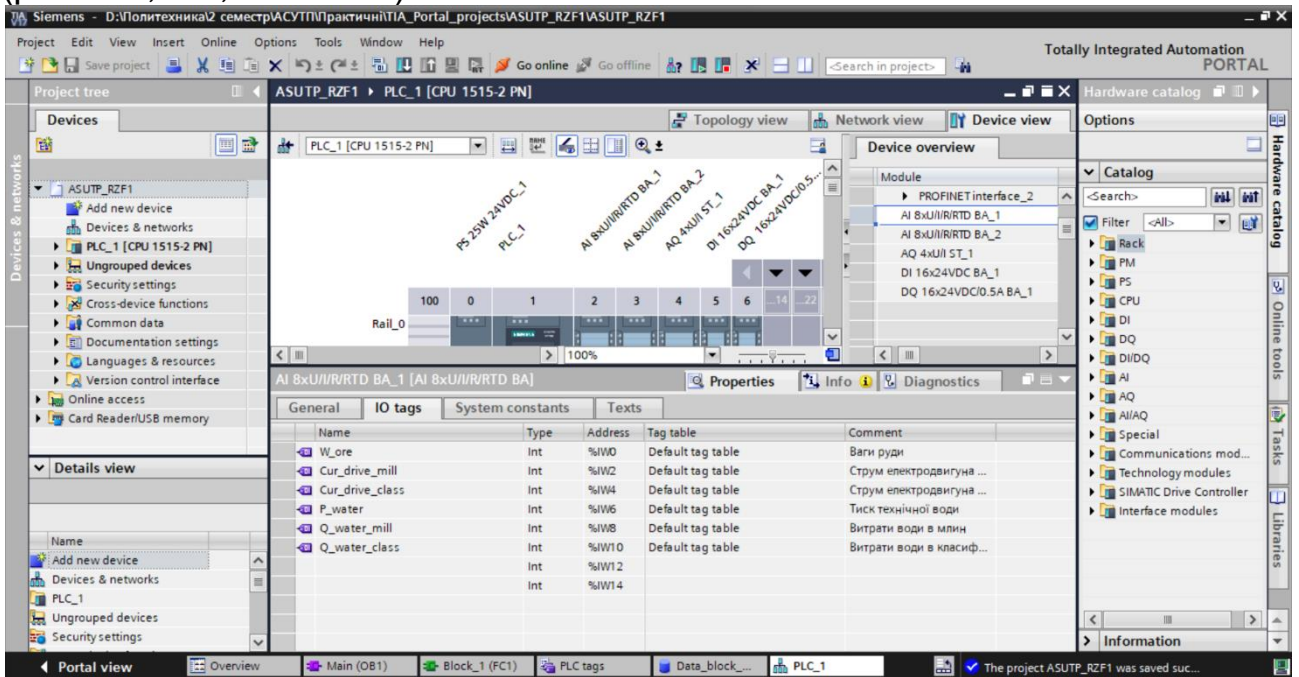 Siemens - D:\Политехника\2 семестр\АСУТП\Практичні\TIA_Portal_projects\ASUTP_RZF1\ASUTP_RZF1
Project Edit View Insert Online Options Tools Window Help
Totally Integrated Automation
PORTAL
Save project
Go online
Go offline
<Search in project>
Project tree
ASUTP_RZF1 ▸ PLC_1 [CPU 1515-2 PN]
Hardware catalog
Devices
Topology view
Network view
Device view
Options
PLC_1 [CPU 1515-2 PN]
Device overview
Devices & networks
ASUTP_RZF1
Add new device
Devices & networks
PLC_1 [CPU 1515-2 PN]
Ungrouped devices
Security settings
Cross-device functions
Common data
Documentation settings
Languages & resources
Version control interface
Online access
Card Reader/USB memory
PS 25W 24VDC_1
PLC_1
AI 8xU/I/R/RTD BA_1
AI 8xU/I/R/RTD BA_2
AQ 4xU/I ST_1
DI 16x24VDC BA_1
DQ 16x24VDC/0.5...
100 0 1 2 3 4 5 6 ...14 ...22
Rail_0
100%
Module
PROFINET interface_2
AI 8xU/I/R/RTD BA_1
AI 8xU/I/R/RTD BA_2
AQ 4xU/I ST_1
DI 16x24VDC BA_1
DQ 16x24VDC/0.5A BA_1
Catalog
<Search>
Filter <All>
Rack
PM
PS
CPU
DI
DQ
DI/DQ
AI
AQ
AI/AQ
Special
Communications mod...
Technology modules
SIMATIC Drive Controller
Interface modules
Information
Hardware catalog
Online tools
Tasks
Libraries
AI 8xU/I/R/RTD BA_1 [AI 8xU/I/R/RTD BA]
Properties
Info
Diagnostics
General IO tags System constants Texts
Name Type Address Tag table Comment
W_ore Int %IW0 Default tag table Ваги руди
Cur_drive_mill Int %IW2 Default tag table Струм електродвигуна ...
Cur_drive_class Int %IW4 Default tag table Струм електродвигуна ...
P_water Int %IW6 Default tag table Тиск технічної води
Q_water_mill Int %IW8 Default tag table Витрати води в млин
Q_water_class Int %IW10 Default tag table Витрати води в класиф...
Int %IW12
Int %IW14
Details view
Name
Add new device
Devices & networks
PLC_1
Ungrouped devices
Security settings
Portal view
Overview
Main (OB1)
Block_1 (FC1)
PLC tags
Data_block_...
PLC_1
The project ASUTP_RZF1 was saved suc...